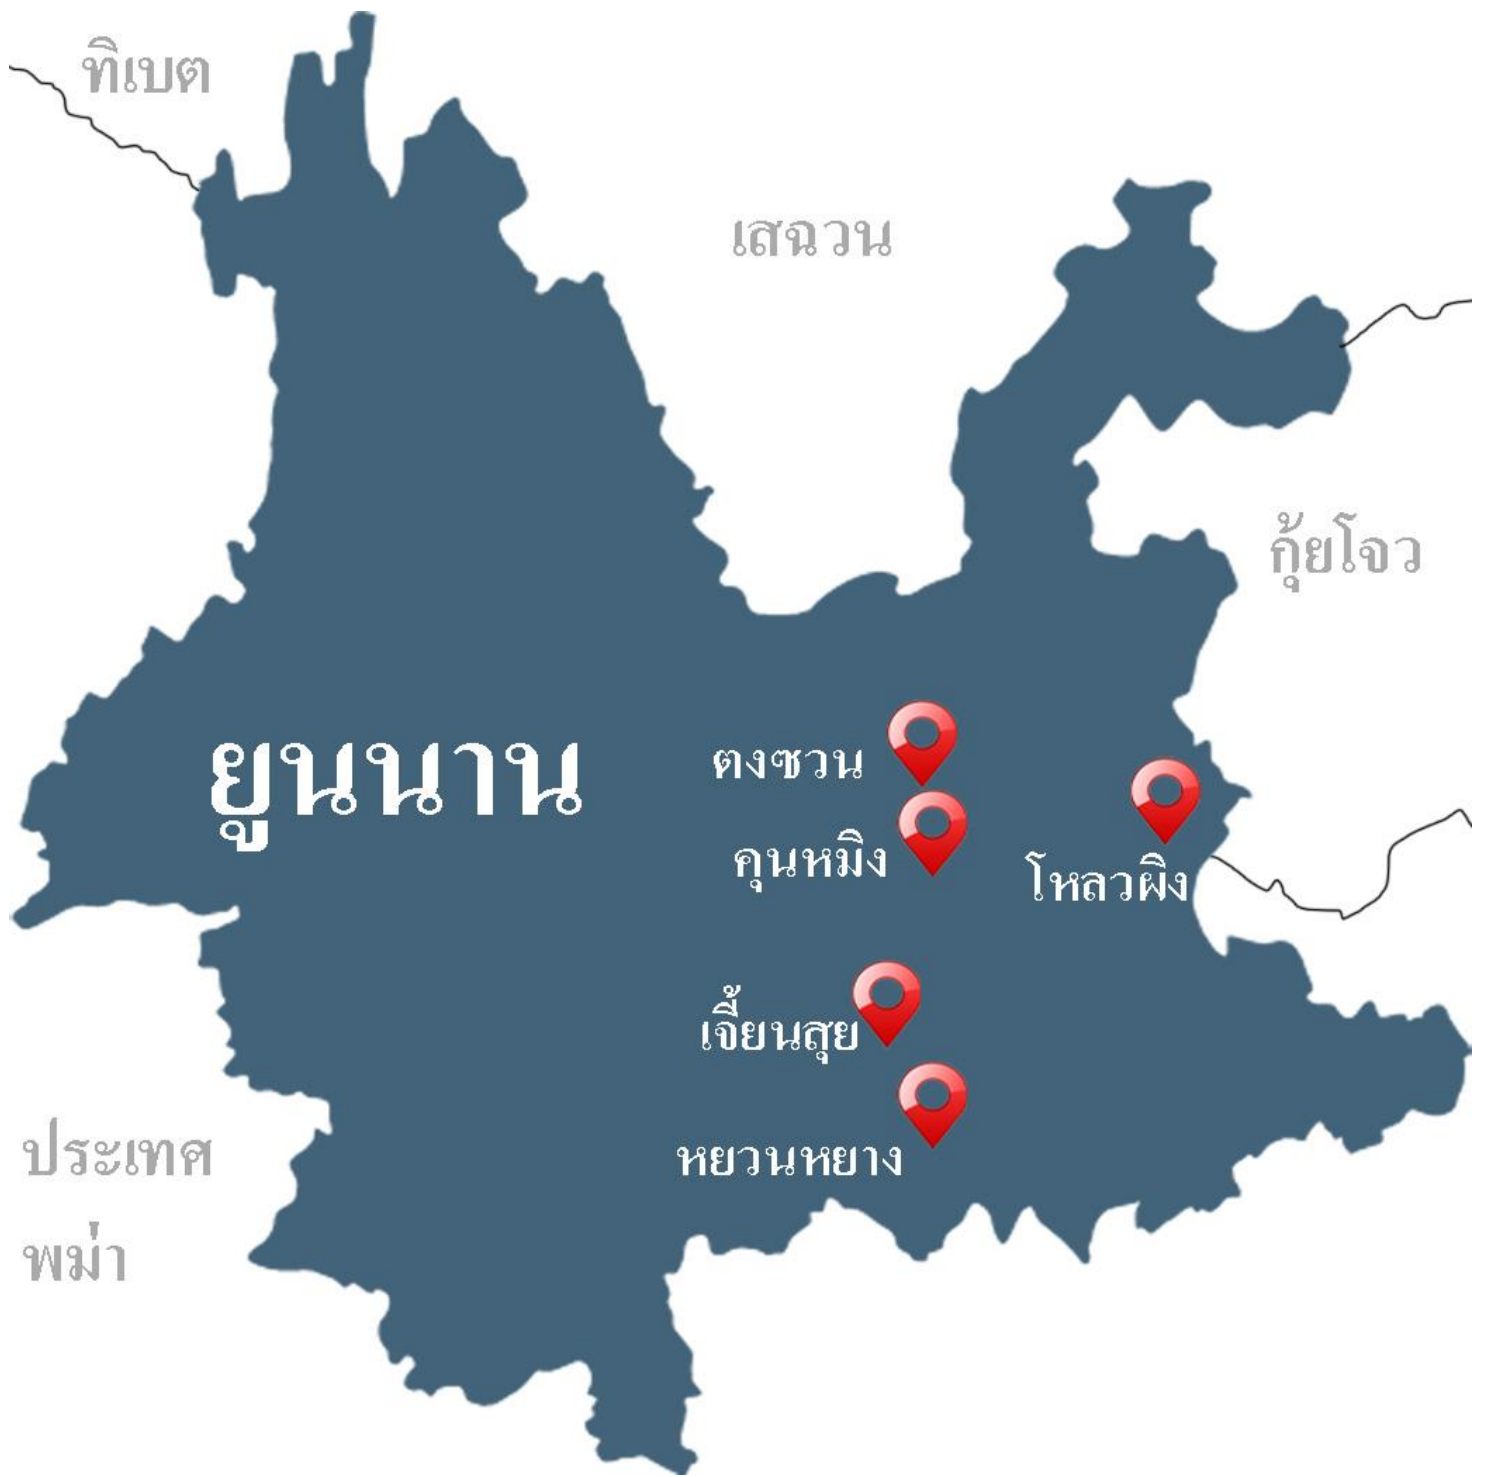 ทิเบต
เสฉวน
กุ้ยโจว
ยูนนาน
ตงชวน
คุนหมิง
โหลวผิง
เจี้ยนสุย
หยวนหยาง
ประเทศ
พม่า